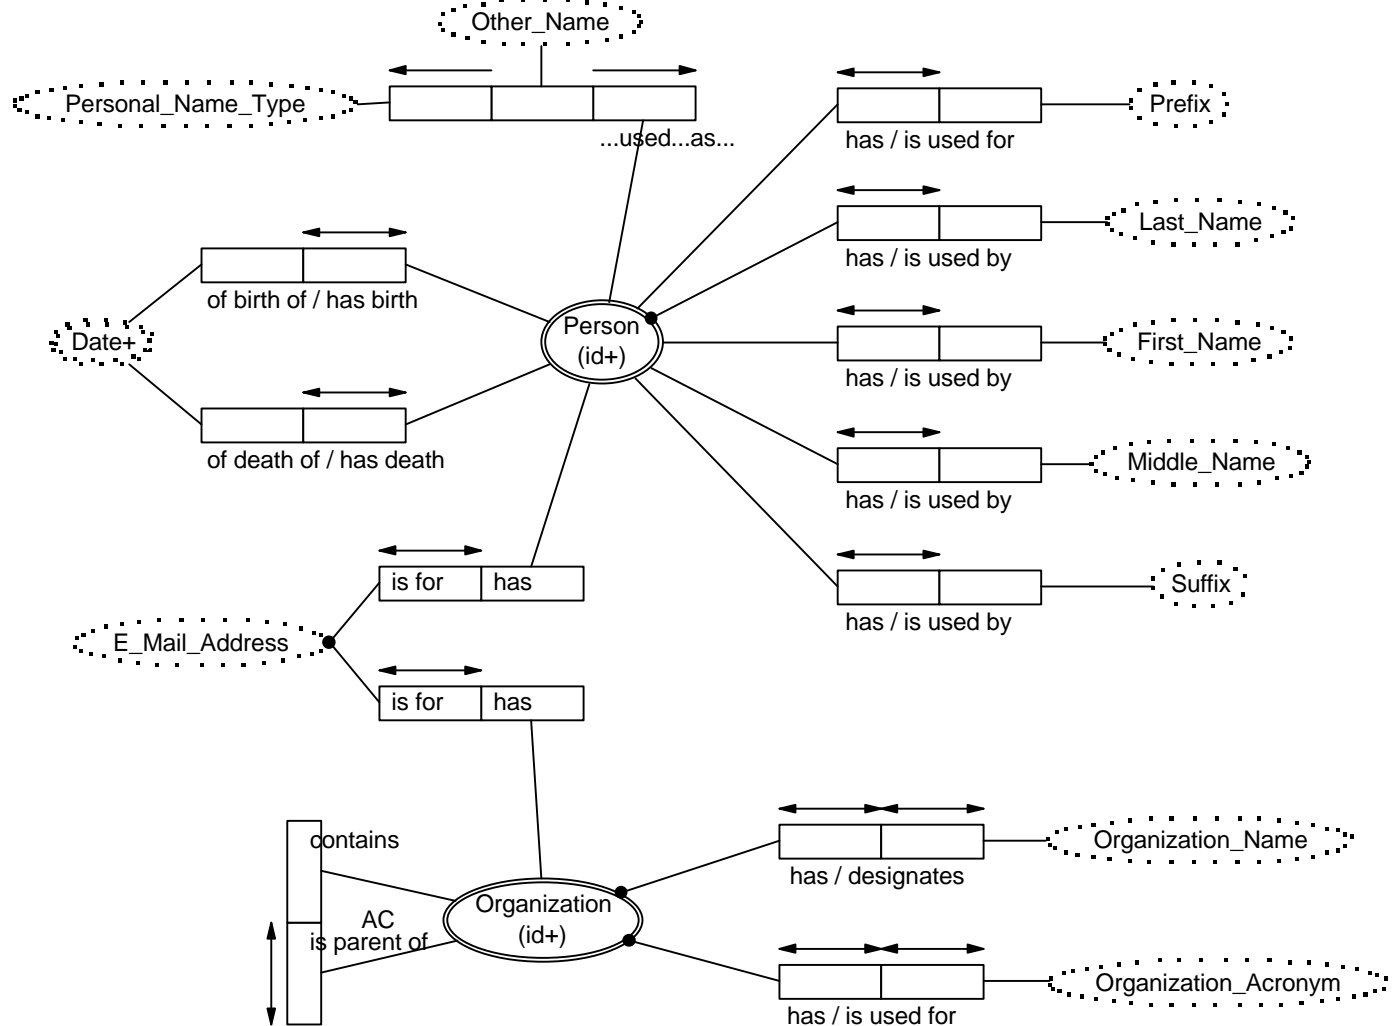 Other_Name
Personal_Name_Type
...used...as...
Prefix
has / is used for
Last_Name
has / is used by
of birth of / has birth
Date+
Person
(id+)
First_Name
has / is used by
of death of / has death
Middle_Name
has / is used by
is for has
Suffix
has / is used by
E_Mail_Address
is for has
contains
Organization_Name
has / designates
Organization
(id+)
AC
is parent of
Organization_Acronym
has / is used for